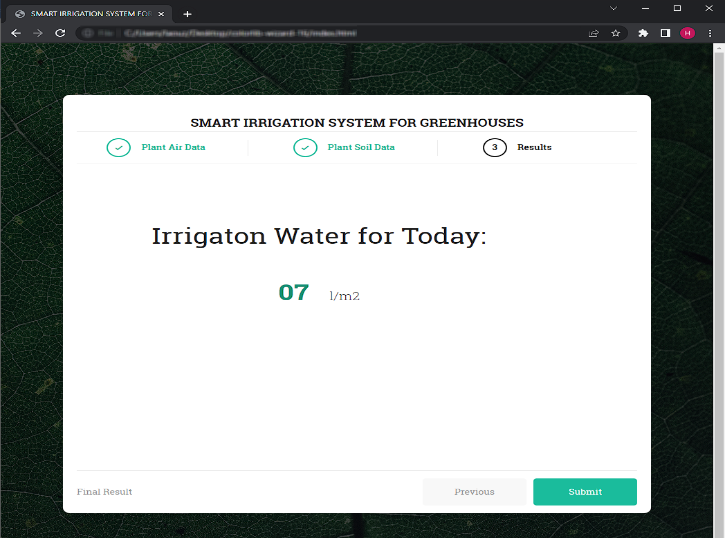 SMART IRRIGATION SYSTEM FOR
File
SMART IRRIGATION SYSTEM FOR GREENHOUSES
Plant Air Data Plant Soil Data 3 Results
Irrigaton Water for Today:
07 l/m2
Final Result Previous Submit
H